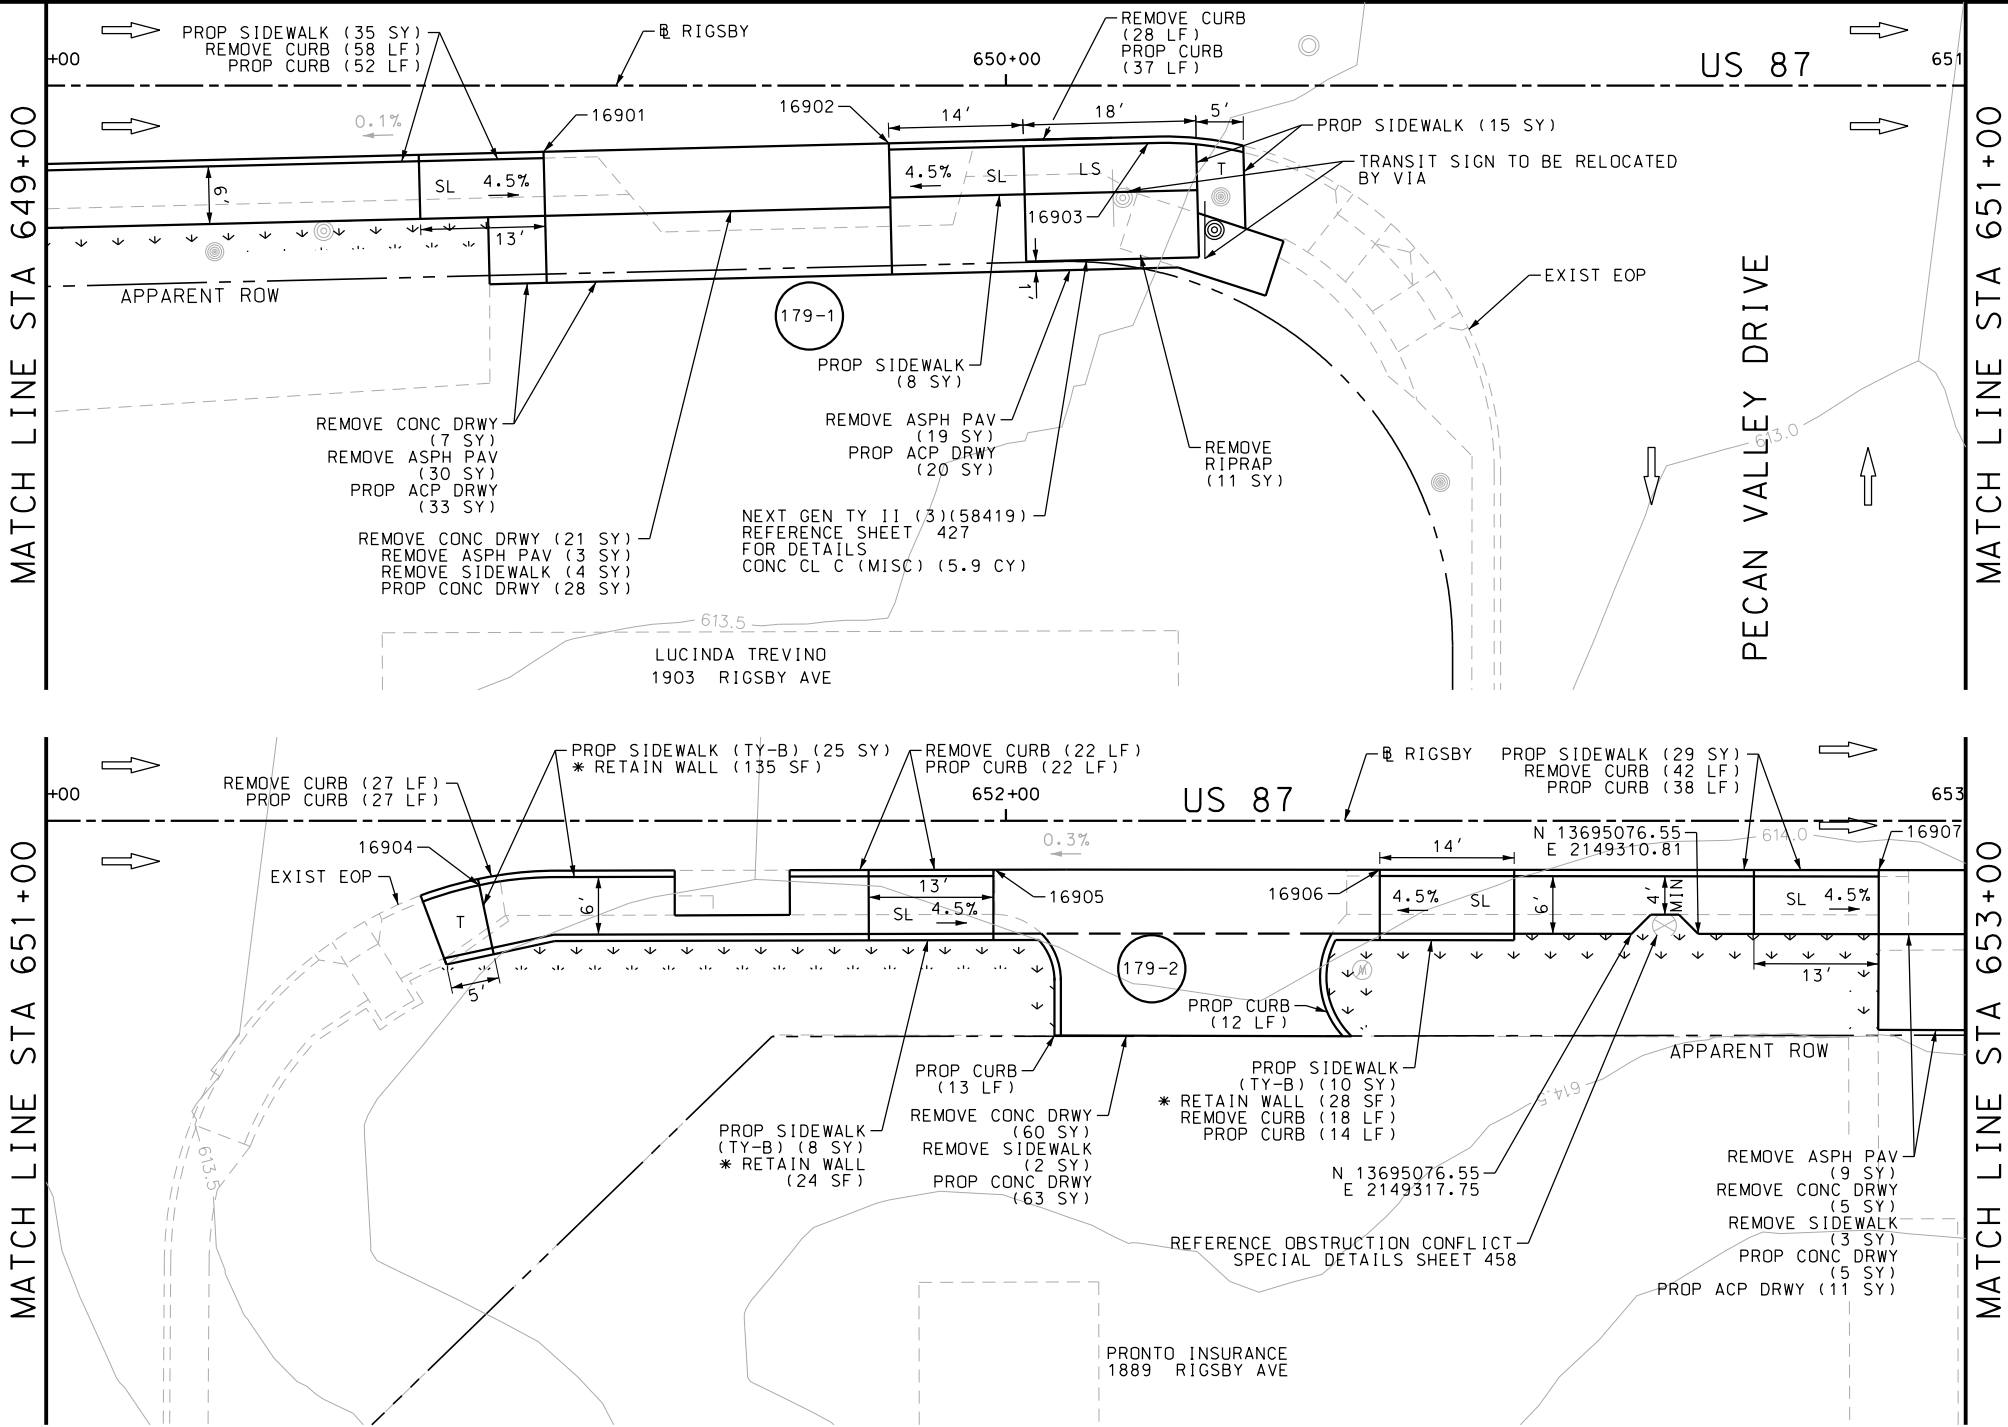 PROP SIDEWALK (35 SY)
REMOVE CURB (58 LF)
PROP CURB (52 LF)
℄ RIGSBY
REMOVE CURB
(28 LF)
PROP CURB
(37 LF)
+00
650+00
US 87
651
MATCH LINE STA 649+00
0.1%
16901
16902
14'
18'
5'
PROP SIDEWALK (15 SY)
TRANSIT SIGN TO BE RELOCATED
BY VIA
6'
SL
4.5%
4.5%
SL
LS
T
16903
13'
1'
APPARENT ROW
179-1
EXIST EOP
PECAN VALLEY DRIVE
613.0
MATCH LINE STA 651+00
PROP SIDEWALK
(8 SY)
REMOVE CONC DRWY
(7 SY)
REMOVE ASPH PAV
(30 SY)
PROP ACP DRWY
(33 SY)
REMOVE ASPH PAV
(19 SY)
PROP ACP DRWY
(20 SY)
REMOVE
RIPRAP
(11 SY)
REMOVE CONC DRWY (21 SY)
REMOVE ASPH PAV (3 SY)
REMOVE SIDEWALK (4 SY)
PROP CONC DRWY (28 SY)
NEXT GEN TY II (3)(58419)
REFERENCE SHEET 427
FOR DETAILS
CONC CL C (MISC) (5.9 CY)
613.5
LUCINDA TREVINO
1903 RIGSBY AVE
PROP SIDEWALK (TY-B) (25 SY)
* RETAIN WALL (135 SF)
REMOVE CURB (22 LF)
PROP CURB (22 LF)
REMOVE CURB (27 LF)
PROP CURB (27 LF)
℄ RIGSBY
PROP SIDEWALK (29 SY)
REMOVE CURB (42 LF)
PROP CURB (38 LF)
+00
652+00
US 87
653
MATCH LINE STA 651+00
16904
EXIST EOP
0.3%
14'
N 13695076.55
E 2149310.81
614.0
16907
T
5'
6'
13'
SL
4.5%
16905
16906
4.5%
SL
6'
4'
MIN
SL
4.5%
13'
179-2
M
PROP CURB
(12 LF)
APPARENT ROW
MATCH LINE STA 653+00
PROP CURB
(13 LF)
PROP SIDEWALK
(TY-B) (10 SY)
* RETAIN WALL (28 SF)
REMOVE CURB (18 LF)
PROP CURB (14 LF)
614.5
613.5
PROP SIDEWALK
(TY-B) (8 SY)
* RETAIN WALL
(24 SF)
REMOVE CONC DRWY
(60 SY)
REMOVE SIDEWALK
(2 SY)
PROP CONC DRWY
(63 SY)
N 13695076.55
E 2149317.75
REMOVE ASPH PAV
(9 SY)
REMOVE CONC DRWY
(5 SY)
REMOVE SIDEWALK
(3 SY)
PROP CONC DRWY
(5 SY)
PROP ACP DRWY (11 SY)
REFERENCE OBSTRUCTION CONFLICT
SPECIAL DETAILS SHEET 458
PRONTO INSURANCE
1889 RIGSBY AVE